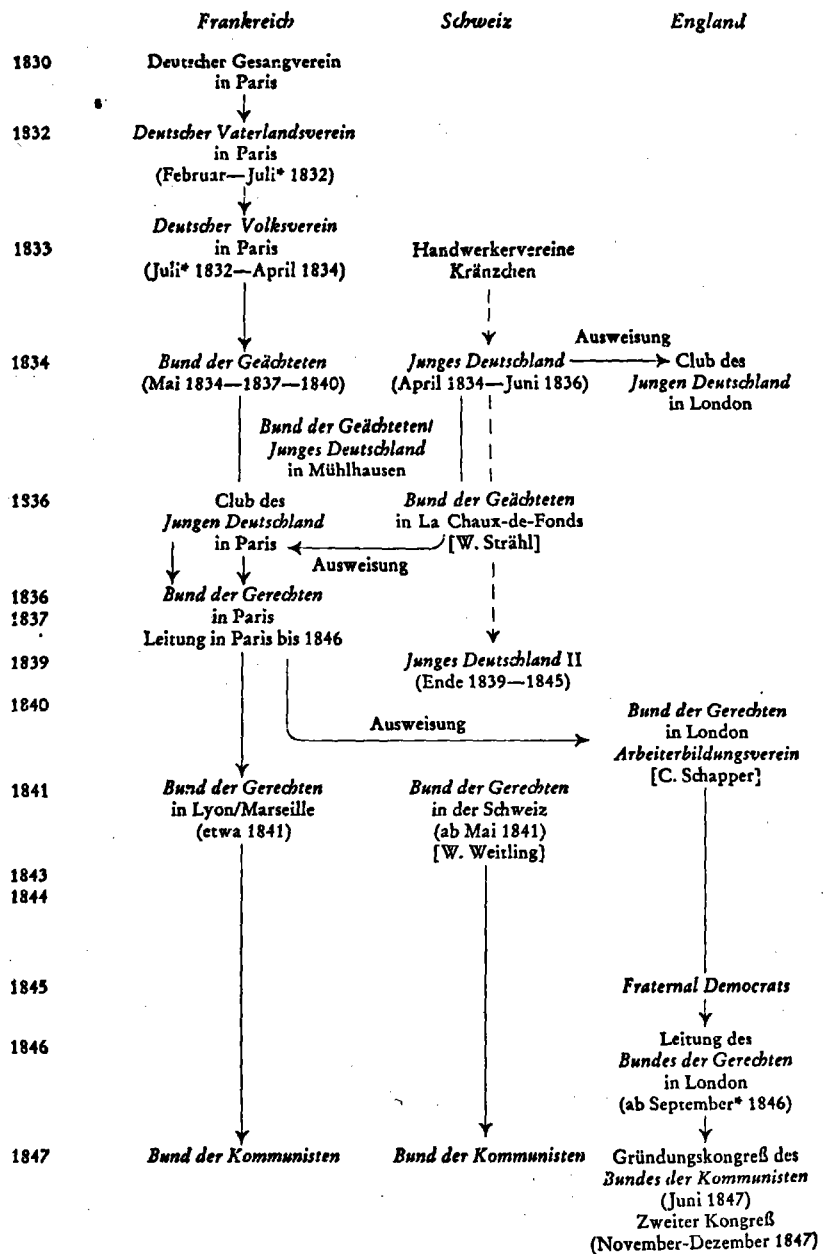 Frankreich Schweiz England
1830 Deutscher Gesangverein
in Paris
1832 Deutscher Vaterlandsverein
in Paris
(Februar—Juli* 1832)
Deutscher Volksverein
1833 in Paris Handwerkervereine
(Juli* 1832—April 1834) Kränzchen
Ausweisung
1834 Bund der Geächteten Junges Deutschland Club des
(Mai 1834—1837—1840) (April 1834—Juni 1836) Jungen Deutschland
in London
Bund der Geächteten/
Junges Deutschland
in Mühlhausen
1836 Club des Bund der Geächteten
Jungen Deutschland in La Chaux-de-Fonds
in Paris [W. Strähl]
Ausweisung
1836 Bund der Gerechten
1837 in Paris
Leitung in Paris bis 1846
1839 Junges Deutschland II
(Ende 1839—1845)
1840 Bund der Gerechten
Ausweisung in London
Arbeiterbildungsverein
[C. Schapper]
1841 Bund der Gerechten Bund der Gerechten
in Lyon/Marseille in der Schweiz
(etwa 1841) (ab Mai 1841)
[W. Weitling]
1843
1844
1845 Fraternal Democrats
1846 Leitung des
Bundes der Gerechten
in London
(ab September* 1846)
1847 Bund der Kommunisten Bund der Kommunisten Gründungskongreß des
Bundes der Kommunisten
(Juni 1847)
Zweiter Kongreß
(November-Dezember 1847)